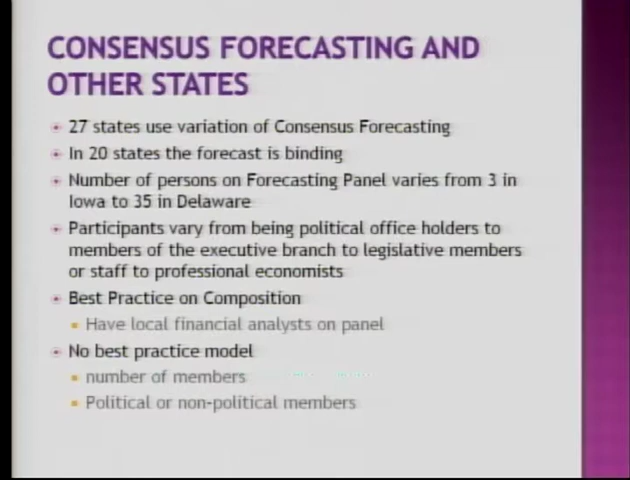 CONSENSUS FORECASTING AND
OTHER STATES
27 states use variation of Consensus Forecasting
In 20 states the forecast is binding
Number of persons on Forecasting Panel varies from 3 in
Iowa to 35 in Delaware
Participants vary from being political office holders to
members of the executive branch to legislative members
or staff to professional economists
Best Practice on Composition
Have local financial analysts on panel
No best practice model
number of members
Political or non-political members